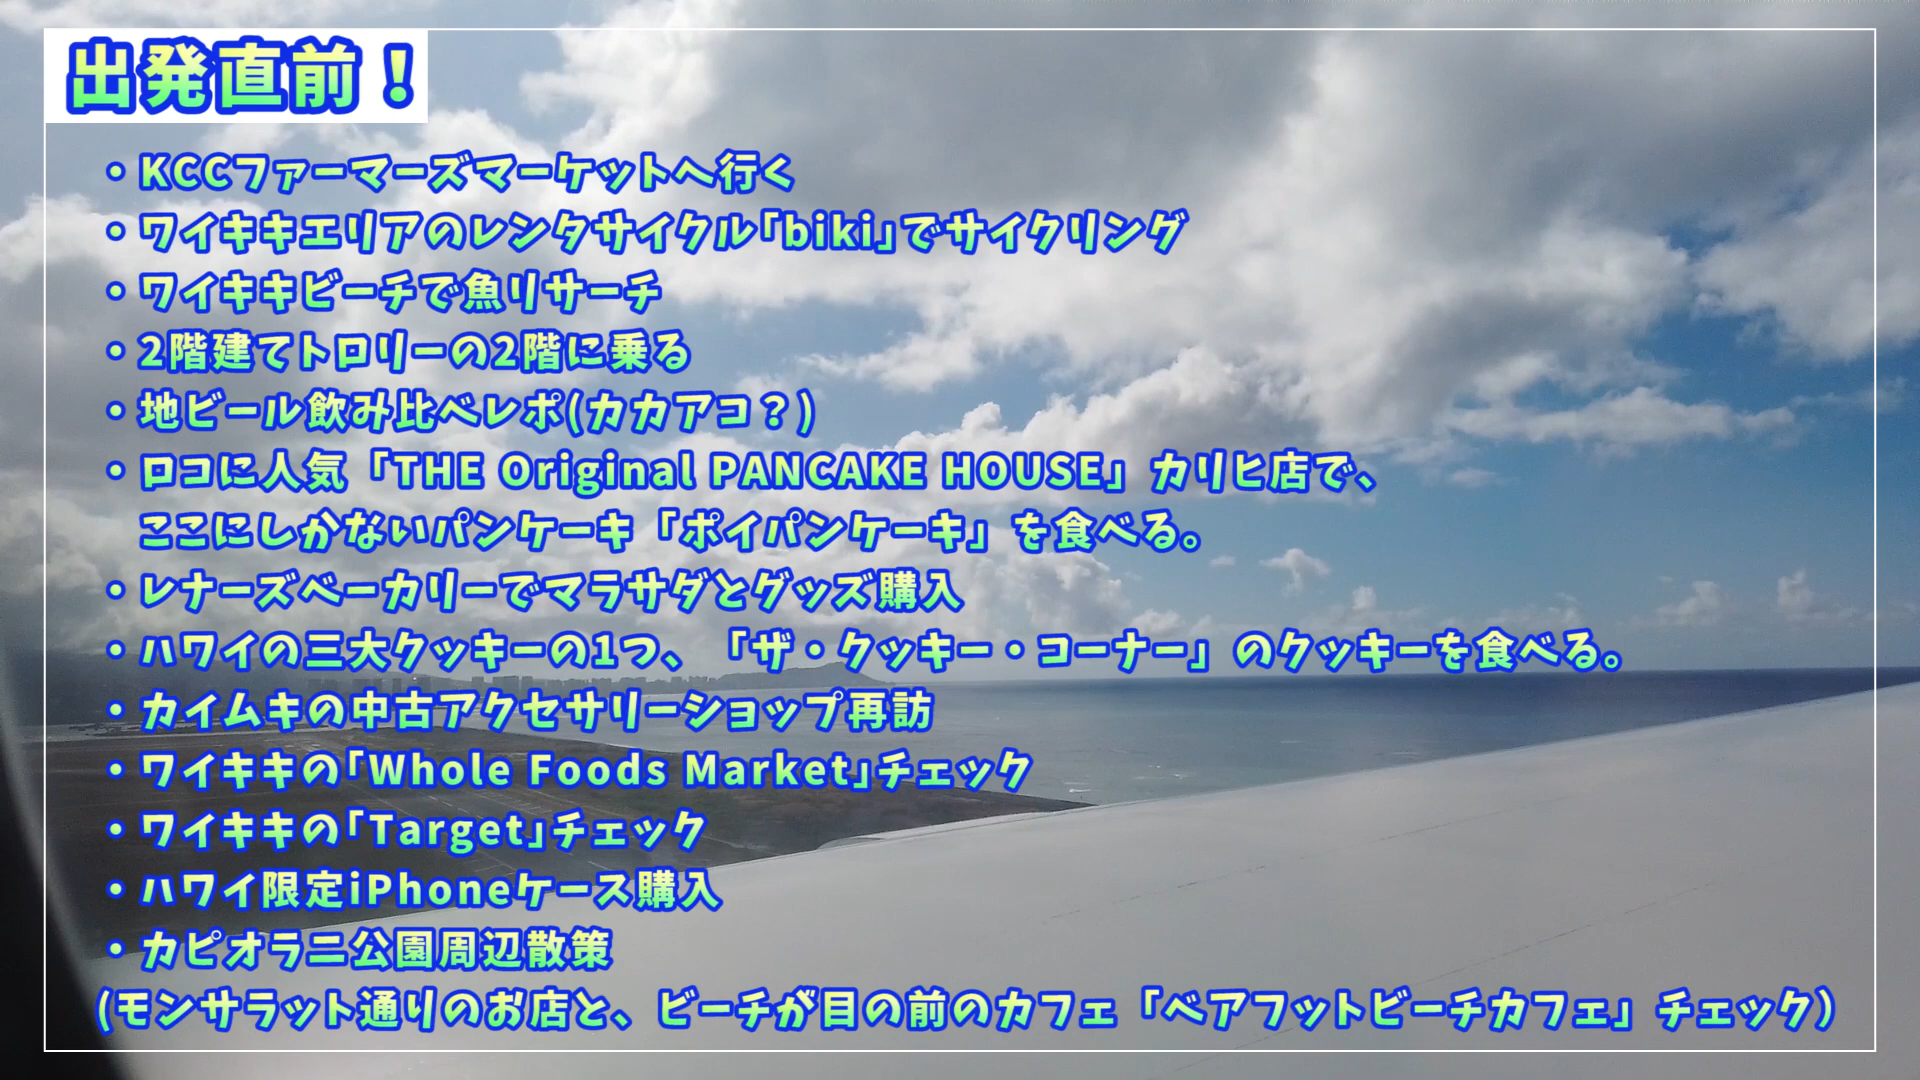 出発直前！
・KCCファーマーズマーケットへ行く
・ワイキキエリアのレンタサイクル「biki」でサイクリング
・ワイキキビーチで魚リサーチ
・2階建てトロリーの2階に乗る
・地ビール飲み比べレポ(カカアコ？)
・ロコに人気「THE Original PANCAKE HOUSE」カリヒ店で、
ここにしかないパンケーキ「ポイパンケーキ」を食べる。
・レナーズベーカリーでマラサダとグッズ購入
・ハワイの三大クッキーの1つ、「ザ・クッキー・コーナー」のクッキーを食べる。
・カイムキの中古アクセサリーショップ再訪
・ワイキキの「Whole Foods Market」チェック
・ワイキキの「Target」チェック
・ハワイ限定iPhoneケース購入
・カピオラニ公園周辺散策
(モンサラット通りのお店と、ビーチが目の前のカフェ「ベアフットビーチカフェ」チェック）